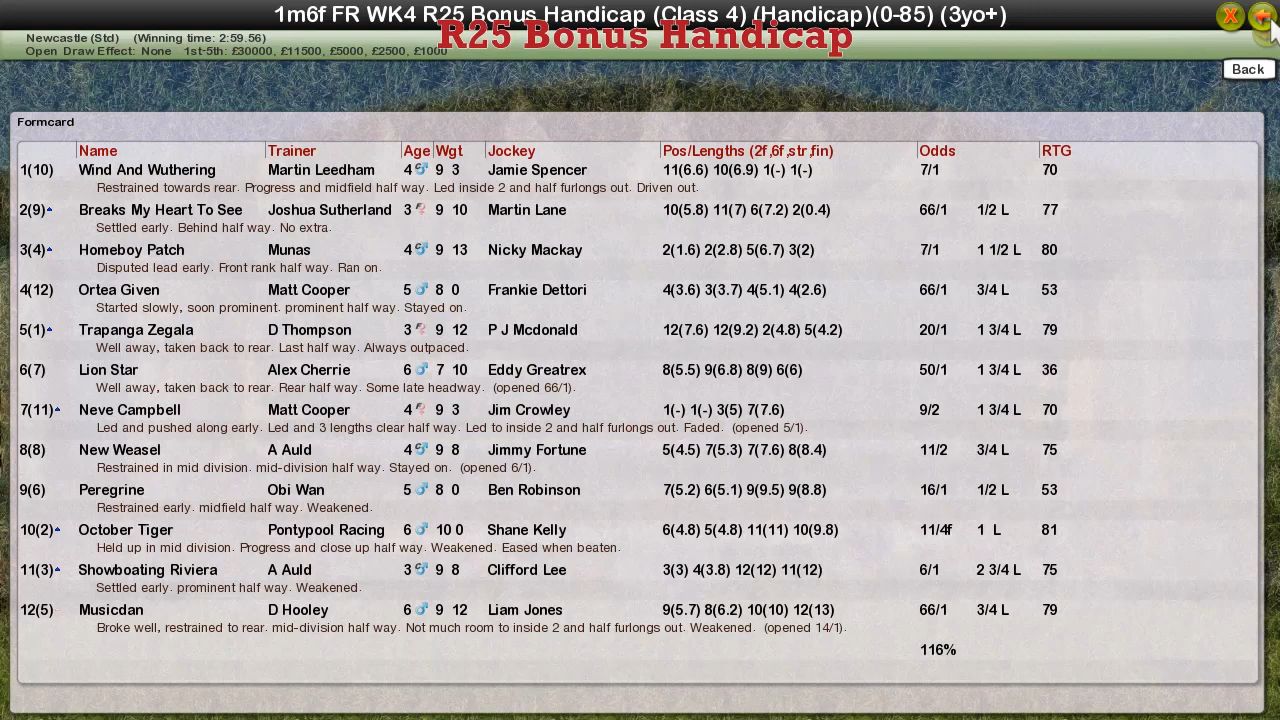 1m6f FR WK4 R25 Bonus Handicap (Class 4) (Handicap)(0-85) (3yo+)
R25 Bonus Handicap
Newcastle (Std) (Winning time: 2:59.56)
Open Draw Effect: None 1st-5th: £30000, £11500, £5000, £2500, £1000
Back
Formcard
Name Trainer Age Wgt Jockey Pos/Lengths (2f,6f,str,fin) Odds RTG
1(10) Wind And Wuthering Martin Leedham 4 9 3 Jamie Spencer 11(6.6) 10(6.9) 1(-) 1(-) 7/1 70
Restrained towards rear. Progress and midfield half way. Led inside 2 and half furlongs out. Driven out.
2(9) Breaks My Heart To See Joshua Sutherland 3 9 10 Martin Lane 10(5.8) 11(7) 6(7.2) 2(0.4) 66/1 1/2 L 77
Settled early. Behind half way. No extra.
3(4) Homeboy Patch Munas 4 9 13 Nicky Mackay 2(1.6) 2(2.8) 5(6.7) 3(2) 7/1 1 1/2 L 80
Disputed lead early. Front rank half way. Ran on.
4(12) Ortea Given Matt Cooper 5 8 0 Frankie Dettori 4(3.6) 3(3.7) 4(5.1) 4(2.6) 66/1 3/4 L 53
Started slowly, soon prominent. prominent half way. Stayed on.
5(1) Trapanga Zegala D Thompson 3 9 12 P J Mcdonald 12(7.6) 12(9.2) 2(4.8) 5(4.2) 20/1 1 3/4 L 79
Well away, taken back to rear. Last half way. Always outpaced.
6(7) Lion Star Alex Cherrie 6 7 10 Eddy Greatrex 8(5.5) 9(6.8) 8(9) 6(6) 50/1 1 3/4 L 36
Well away, taken back to rear. Rear half way. Some late headway. (opened 66/1).
7(11) Neve Campbell Matt Cooper 4 9 3 Jim Crowley 1(-) 1(-) 3(5) 7(7.6) 9/2 1 3/4 L 70
Led and pushed along early. Led and 3 lengths clear half way. Led to inside 2 and half furlongs out. Faded. (opened 5/1).
8(8) New Weasel A Auld 4 9 8 Jimmy Fortune 5(4.5) 7(5.3) 7(7.6) 8(8.4) 11/2 3/4 L 75
Restrained in mid division. mid-division half way. Stayed on. (opened 6/1).
9(6) Peregrine Obi Wan 5 8 0 Ben Robinson 7(5.2) 6(5.1) 9(9.5) 9(8.8) 16/1 1/2 L 53
Restrained early. midfield half way. Weakened.
10(2) October Tiger Pontypool Racing 6 10 0 Shane Kelly 6(4.8) 5(4.8) 11(11) 10(9.8) 11/4f 1 L 81
Held up in mid division. Progress and close up half way. Weakened. Eased when beaten.
11(3) Showboating Riviera A Auld 3 9 8 Clifford Lee 3(3) 4(3.8) 12(12) 11(12) 6/1 2 3/4 L 75
Settled early. prominent half way. Weakened.
12(5) Musicdan D Hooley 6 9 12 Liam Jones 9(5.7) 8(6.2) 10(10) 12(13) 66/1 3/4 L 79
Broke well, restrained to rear. mid-division half way. Not much room to inside 2 and half furlongs out. Weakened. (opened 14/1).
116%